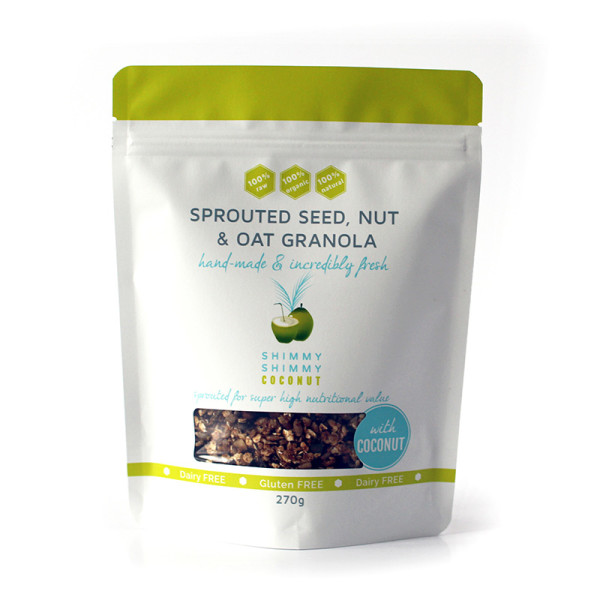 100% raw
100% organic
100% natural
SPROUTED SEED, NUT
& OAT GRANOLA
hand-made & incredibly fresh
SHIMMY
SHIMMY
COCONUT
sprouted for super high nutritional value
with
COCONUT
Dairy FREE Gluten FREE Dairy FREE
270g